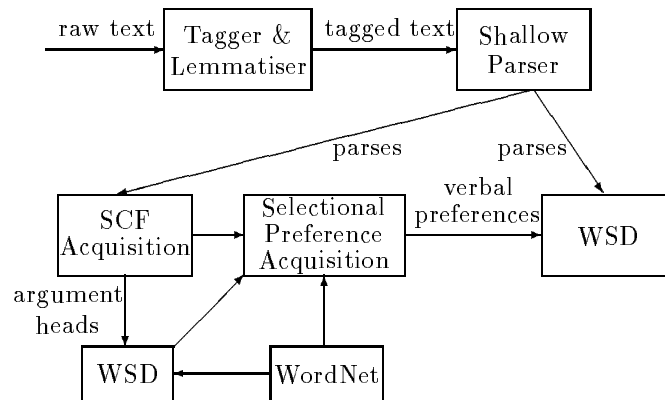 raw text
Tagger &
Lemmatiser
tagged text
Shallow
Parser
parses
parses
SCF
Acquisition
Selectional
Preference
Acquisition
verbal
preferences
WSD
argument
heads
WSD
WordNet